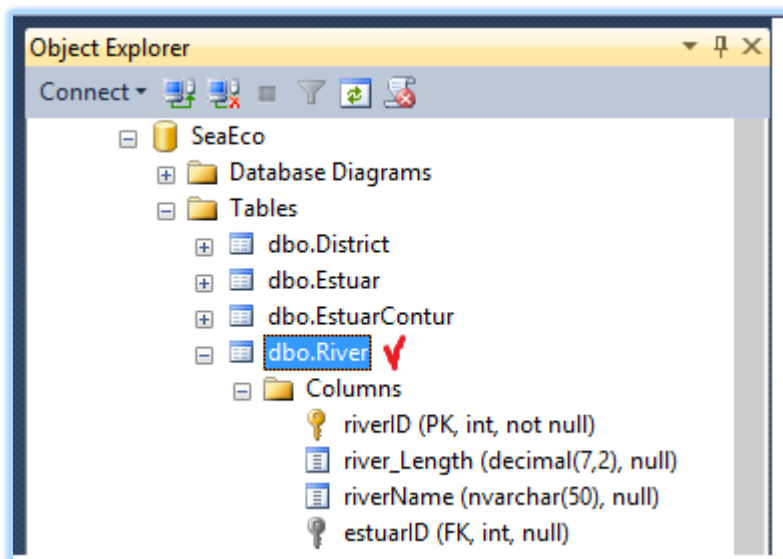 Object Explorer
Connect
SeaEco
Database Diagrams
Tables
dbo.District
dbo.Estuar
dbo.EstuarContur
dbo.River
Columns
riverID (PK, int, not null)
river_Length (decimal(7,2), null)
riverName (nvarchar(50), null)
estuarID (FK, int, null)